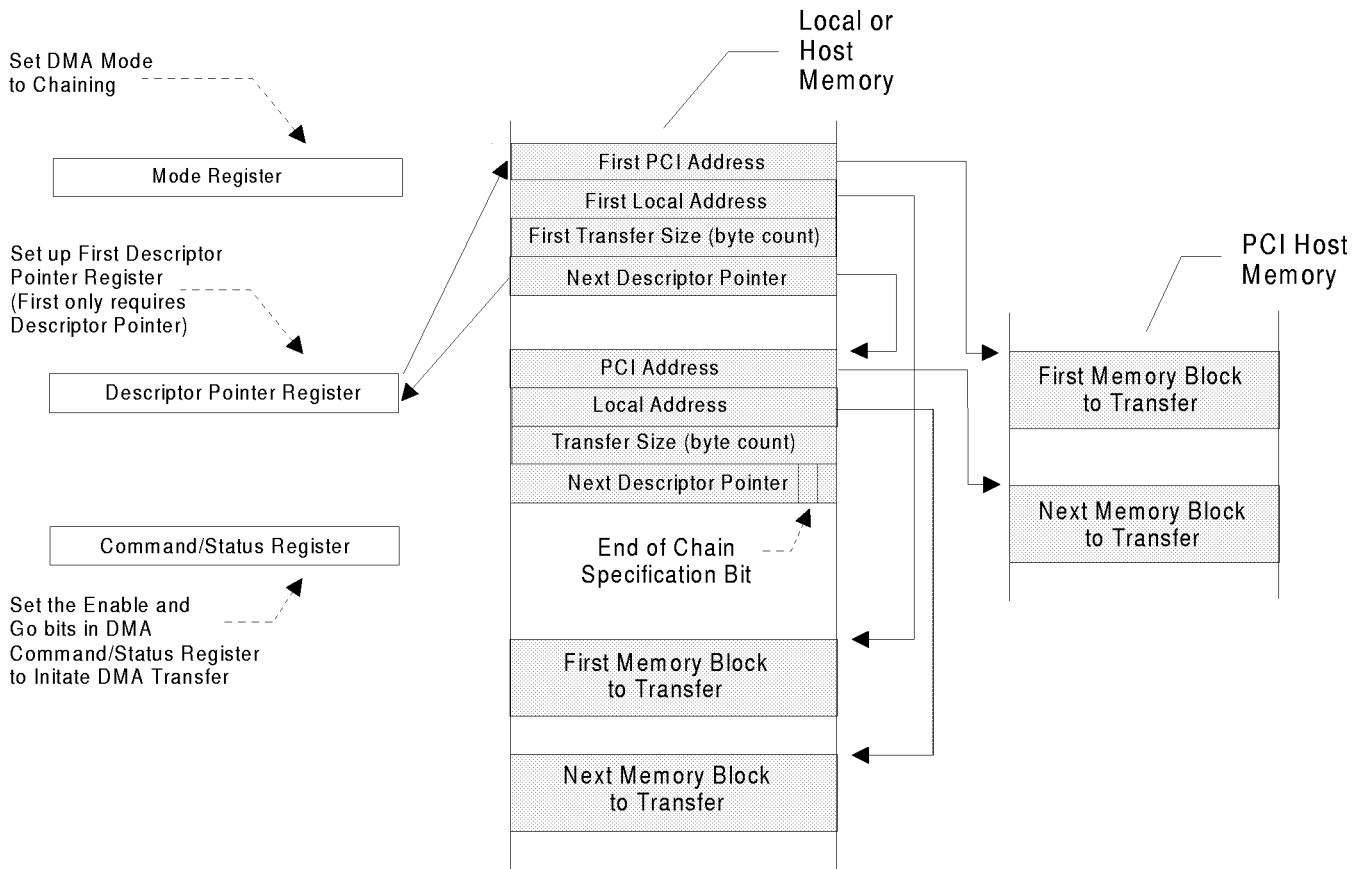 Set DMA Mode
to Chaining
Mode Register
Set up First Descriptor
Pointer Register
(First only requires
Descriptor Pointer)
Descriptor Pointer Register
Command/Status Register
Set the Enable and
Go bits in DMA
Command/Status Register
to Initate DMA Transfer
Local or
Host
Memory
First PCI Address
First Local Address
First Transfer Size (byte count)
Next Descriptor Pointer
PCI Address
Local Address
Transfer Size (byte count)
Next Descriptor Pointer
End of Chain
Specification Bit
First Memory Block
to Transfer
Next Memory Block
to Transfer
PCI Host
Memory
First Memory Block
to Transfer
Next Memory Block
to Transfer